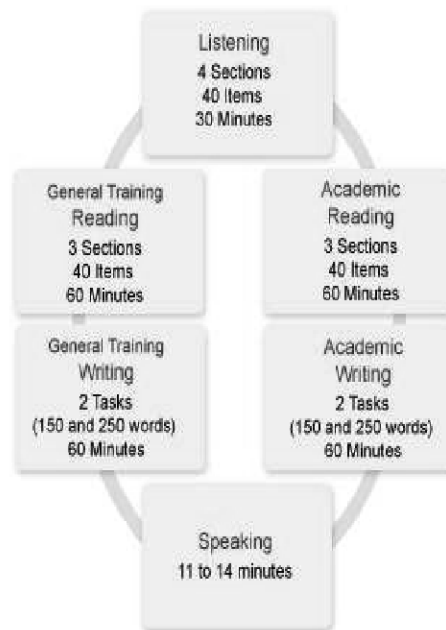 Listening
4 Sections
40 Items
30 Minutes
General Training
Reading
3 Sections
40 Items
60 Minutes
Academic
Reading
3 Sections
40 Items
60 Minutes
General Training
Writing
2 Tasks
(150 and 250 words)
60 Minutes
Academic
Writing
2 Tasks
(150 and 250 words)
60 Minutes
Speaking
11 to 14 minutes